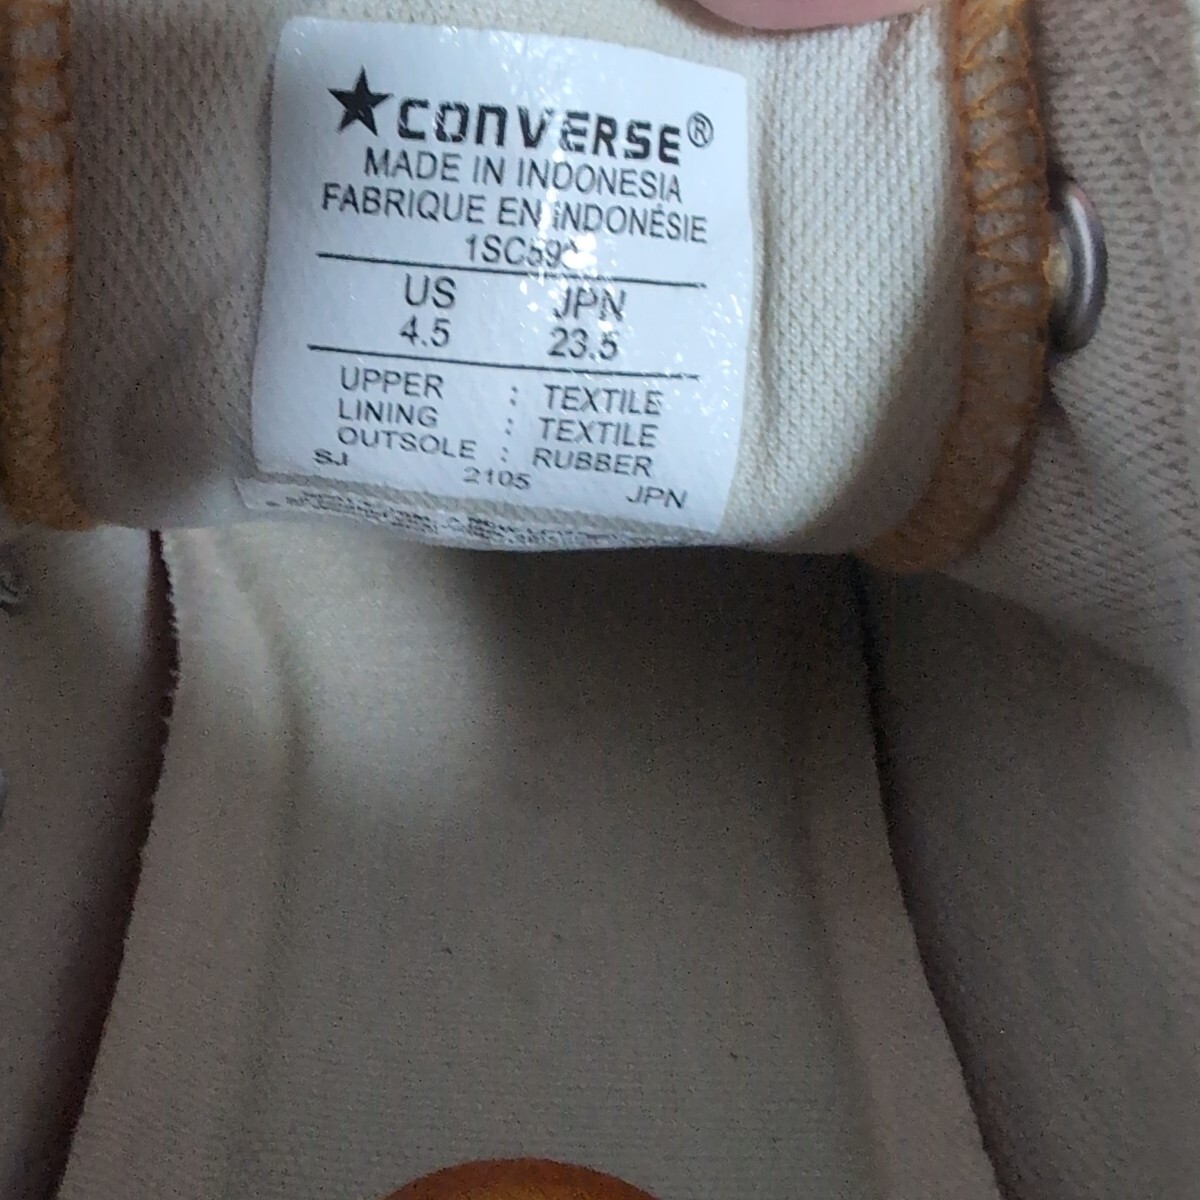 ★CONVERSE®
MADE IN INDONESIA
FABRIQUE EN INDONÉSIE
US JPN
4.5 23.5
UPPER : TEXTILE
LINING : TEXTILE
OUTSOLE : RUBBER
SJ 2105 JPN